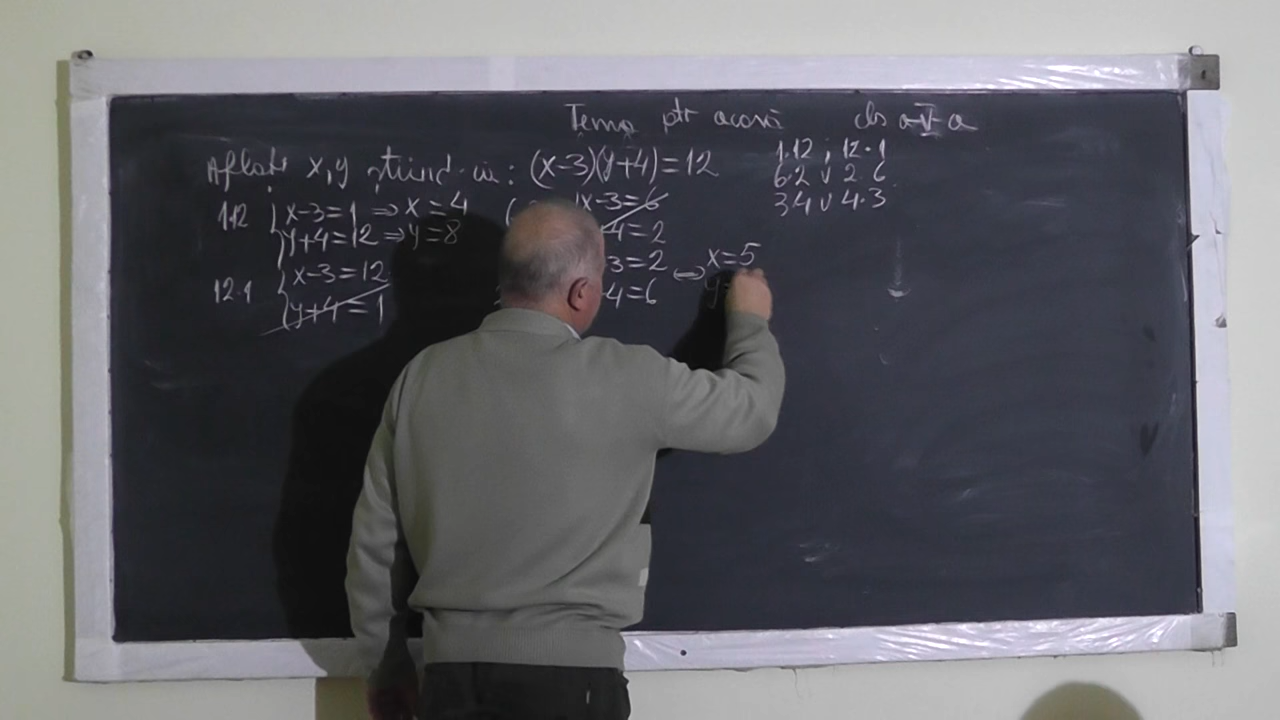 Temă ptr acasă cls a V-a
Aflați x,y știind că: (x-3)(y+4)=12
1·12 ; 12·1
6·2 v 2·6
3·4 v 4·3
1·12 { x-3=1 ⇒ x=4
y+4=12 ⇒ y=8
12·1 { x-3=12
y+4=1
x-3=6
4=2
3=2 ⇔ x=5
-4=6 y=